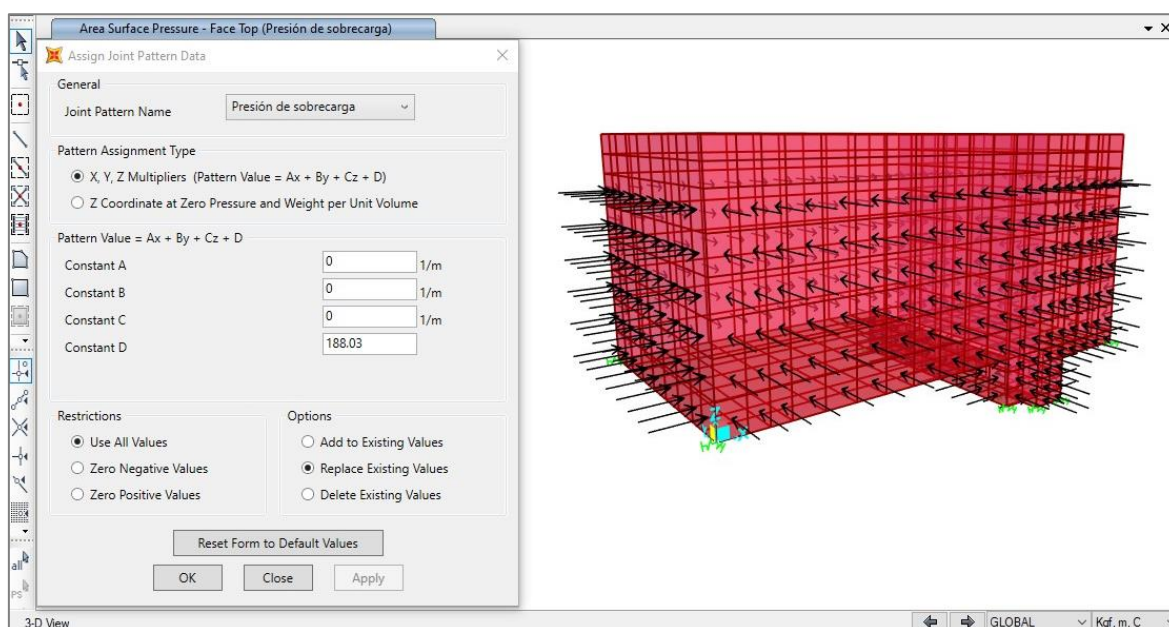 Area Surface Pressure - Face Top (Presión de sobrecarga)
Assign Joint Pattern Data
General
Joint Pattern Name Presión de sobrecarga
Pattern Assignment Type
X, Y, Z Multipliers (Pattern Value = Ax + By + Cz + D)
Z Coordinate at Zero Pressure and Weight per Unit Volume
Pattern Value = Ax + By + Cz + D
Constant A 0 1/m
Constant B 0 1/m
Constant C 0 1/m
Constant D 188.03
Restrictions
Use All Values
Zero Negative Values
Zero Positive Values
Options
Add to Existing Values
Replace Existing Values
Delete Existing Values
Reset Form to Default Values
OK Close Apply
all
PS
3-D View GLOBAL Kgf, m, C